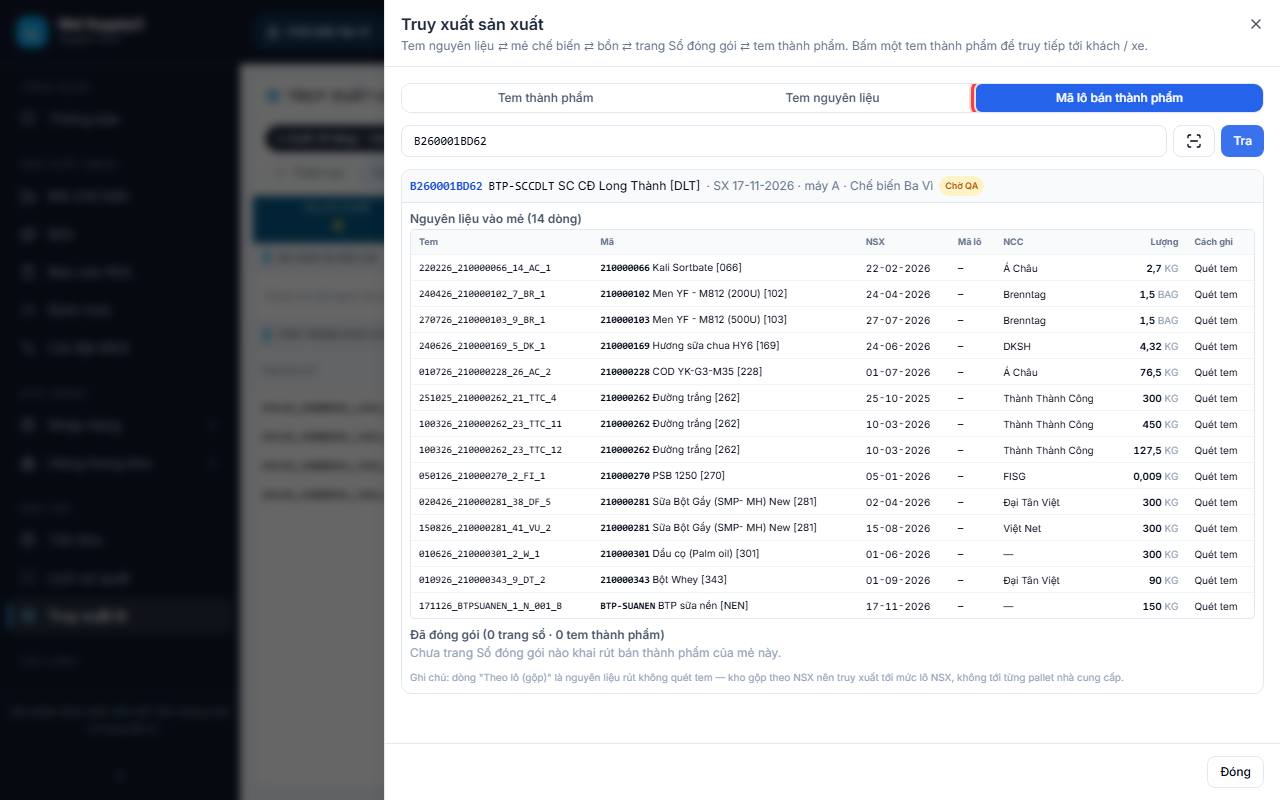 Truy xuất sản xuất
Tem nguyên liệu ⇄ mẻ chế biến ⇄ bồn ⇄ trang Sổ đóng gói ⇄ tem thành phẩm. Bấm một tem thành phẩm để truy tiếp tới khách / xe.
Tem thành phẩm Tem nguyên liệu Mã lô bán thành phẩm
B260001BD62 Tra
B260001BD62 BTP-SCCDLT SC CĐ Long Thành [DLT] · SX 17-11-2026 · máy A · Chế biến Ba Vì Chờ QA
Nguyên liệu vào mẻ (14 dòng)
Tem Mã NSX Mã lô NCC Lượng Cách ghi
220226_210000066_14_AC_1 210000066 Kali Sortbate [066] 22-02-2026 – Á Châu 2,7 KG Quét tem
240426_210000102_7_BR_1 210000102 Men YF - M812 (200U) [102] 24-04-2026 – Brenntag 1,5 BAG Quét tem
270726_210000103_9_BR_1 210000103 Men YF - M812 (500U) [103] 27-07-2026 – Brenntag 1,5 BAG Quét tem
240626_210000169_5_DK_1 210000169 Hương sữa chua HY6 [169] 24-06-2026 – DKSH 4,32 KG Quét tem
010726_210000228_26_AC_2 210000228 COD YK-G3-M35 [228] 01-07-2026 – Á Châu 76,5 KG Quét tem
251025_210000262_21_TTC_4 210000262 Đường trắng [262] 25-10-2025 – Thành Thành Công 300 KG Quét tem
100326_210000262_23_TTC_11 210000262 Đường trắng [262] 10-03-2026 – Thành Thành Công 450 KG Quét tem
100326_210000262_23_TTC_12 210000262 Đường trắng [262] 10-03-2026 – Thành Thành Công 127,5 KG Quét tem
050126_210000270_2_FI_1 210000270 PSB 1250 [270] 05-01-2026 – FISG 0,009 KG Quét tem
020426_210000281_38_DF_5 210000281 Sữa Bột Gầy (SMP- MH) New [281] 02-04-2026 – Đại Tân Việt 300 KG Quét tem
150826_210000281_41_VU_2 210000281 Sữa Bột Gầy (SMP- MH) New [281] 15-08-2026 – Việt Net 300 KG Quét tem
010626_210000301_2_W_1 210000301 Dầu cọ (Palm oil) [301] 01-06-2026 – — 300 KG Quét tem
010926_210000343_9_DT_2 210000343 Bột Whey [343] 01-09-2026 – Đại Tân Việt 90 KG Quét tem
171126_BTPSUANEN_1_N_001_8 BTP-SUANEN BTP sữa nền [NEN] 17-11-2026 – — 150 KG Quét tem
Đã đóng gói (0 trang sổ · 0 tem thành phẩm)
Chưa trang Sổ đóng gói nào khai rút bán thành phẩm của mẻ này.
Ghi chú: dòng "Theo lô (gộp)" là nguyên liệu rút không quét tem — kho gộp theo NSX nên truy xuất tới mức lô NSX, không tới từng pallet nhà cung cấp.
Đóng